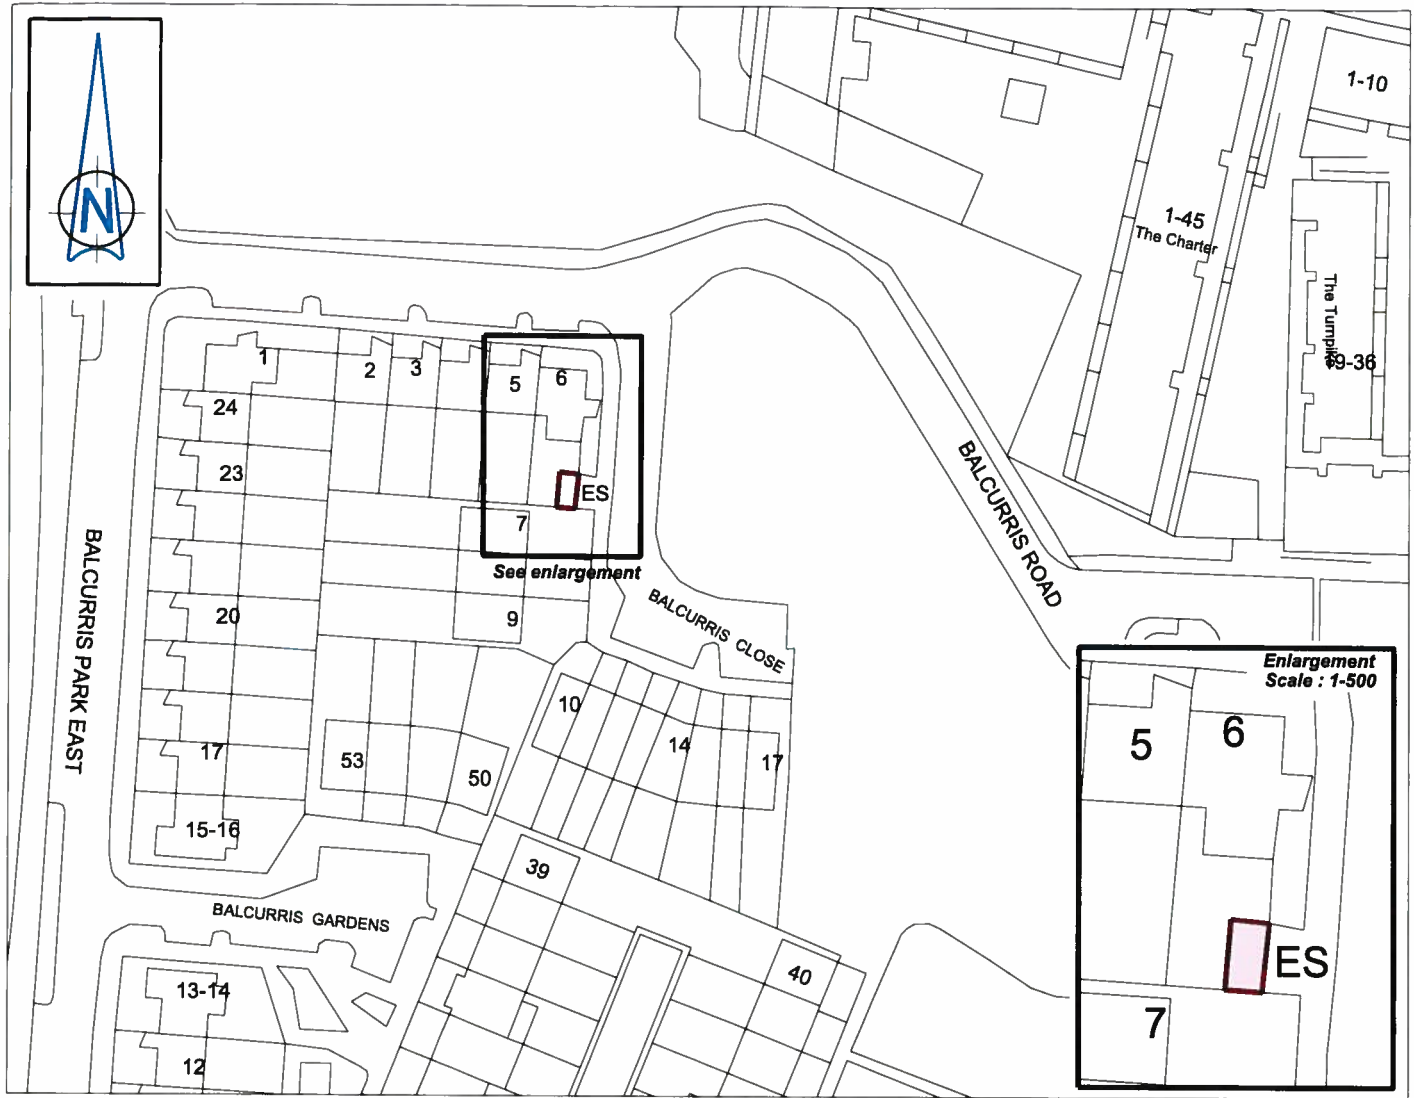 N
1-10
1-45
The Charter
The Turnpike
19-36
1
2
3
5
6
24
23
ES
7
See enlargement
BALCURRIS ROAD
BALCURRIS PARK EAST
20
9
BALCURRIS CLOSE
10
14
17
17
53
50
15-16
39
BALCURRIS GARDENS
40
13-14
12
Enlargement
Scale : 1-500
5
6
ES
7